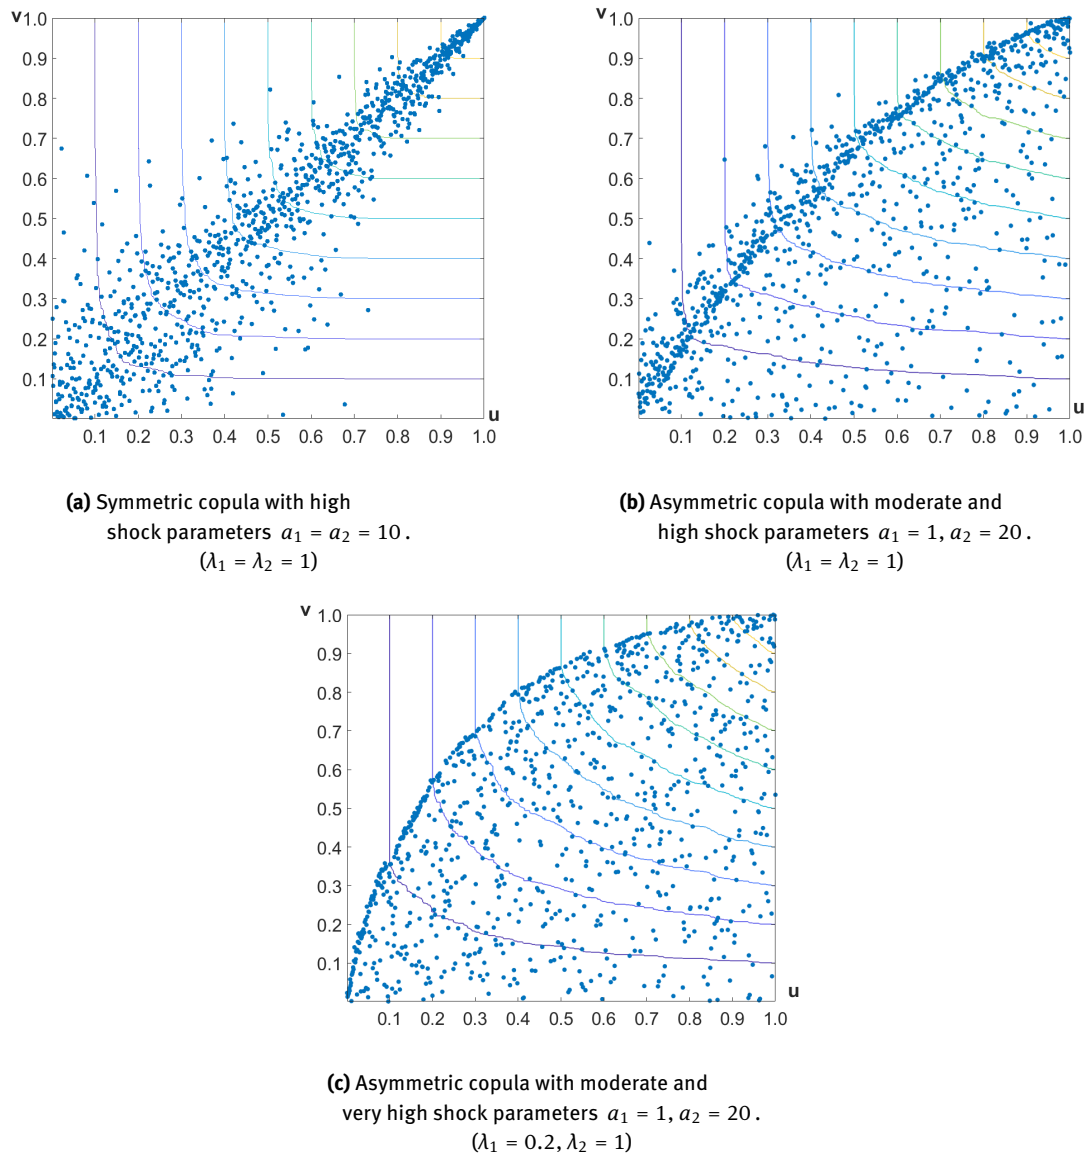 v 1.0
0.9
0.8
0.7
0.6
0.5
0.4
0.3
0.2
0.1
u
0.1 0.2 0.3 0.4 0.5 0.6 0.7 0.8 0.9 1.0
(a) Symmetric copula with high
shock parameters a₁ = a₂ = 10 .
(λ₁ = λ₂ = 1)
v 1.0
0.9
0.8
0.7
0.6
0.5
0.4
0.3
0.2
0.1
u
0.1 0.2 0.3 0.4 0.5 0.6 0.7 0.8 0.9 1.0
(b) Asymmetric copula with moderate and
high shock parameters a₁ = 1, a₂ = 20 .
(λ₁ = λ₂ = 1)
v 1.0
0.9
0.8
0.7
0.6
0.5
0.4
0.3
0.2
0.1
u
0.1 0.2 0.3 0.4 0.5 0.6 0.7 0.8 0.9 1.0
(c) Asymmetric copula with moderate and
very high shock parameters a₁ = 1, a₂ = 20 .
(λ₁ = 0.2, λ₂ = 1)